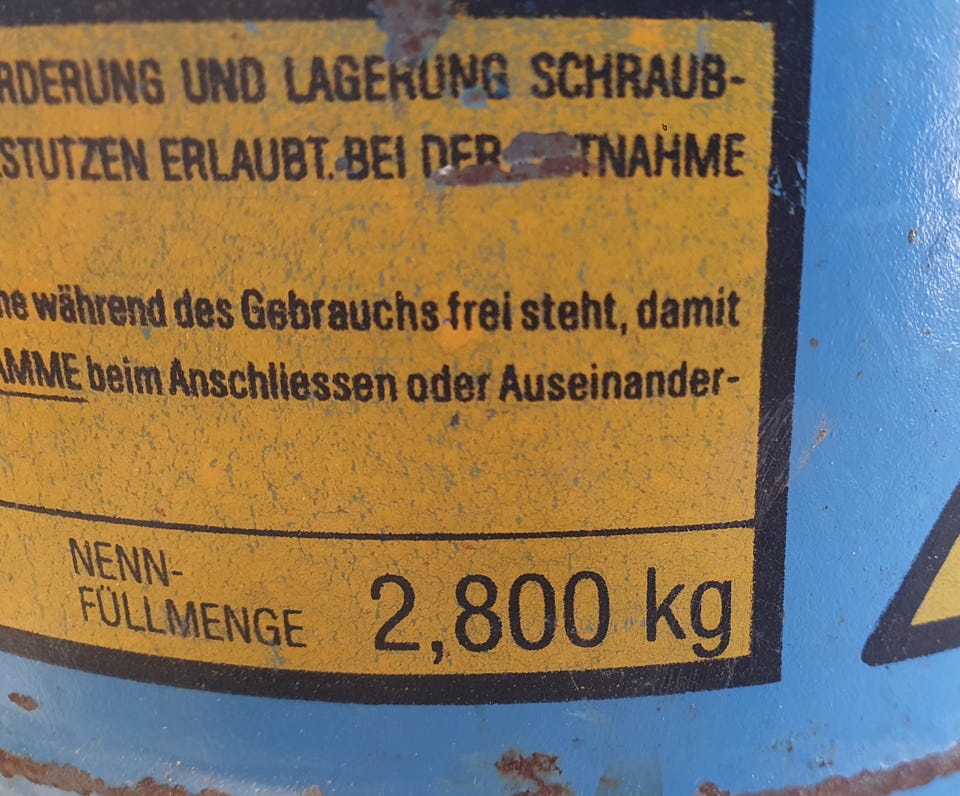 RDERUNG UND LAGERUNG SCHRAUB-
STUTZEN ERLAUBT. BEI DER TNAHME
he während des Gebrauchs frei steht, damit
AMME beim Anschliessen oder Auseinander-
NENN-
FÜLLMENGE 2,800 kg